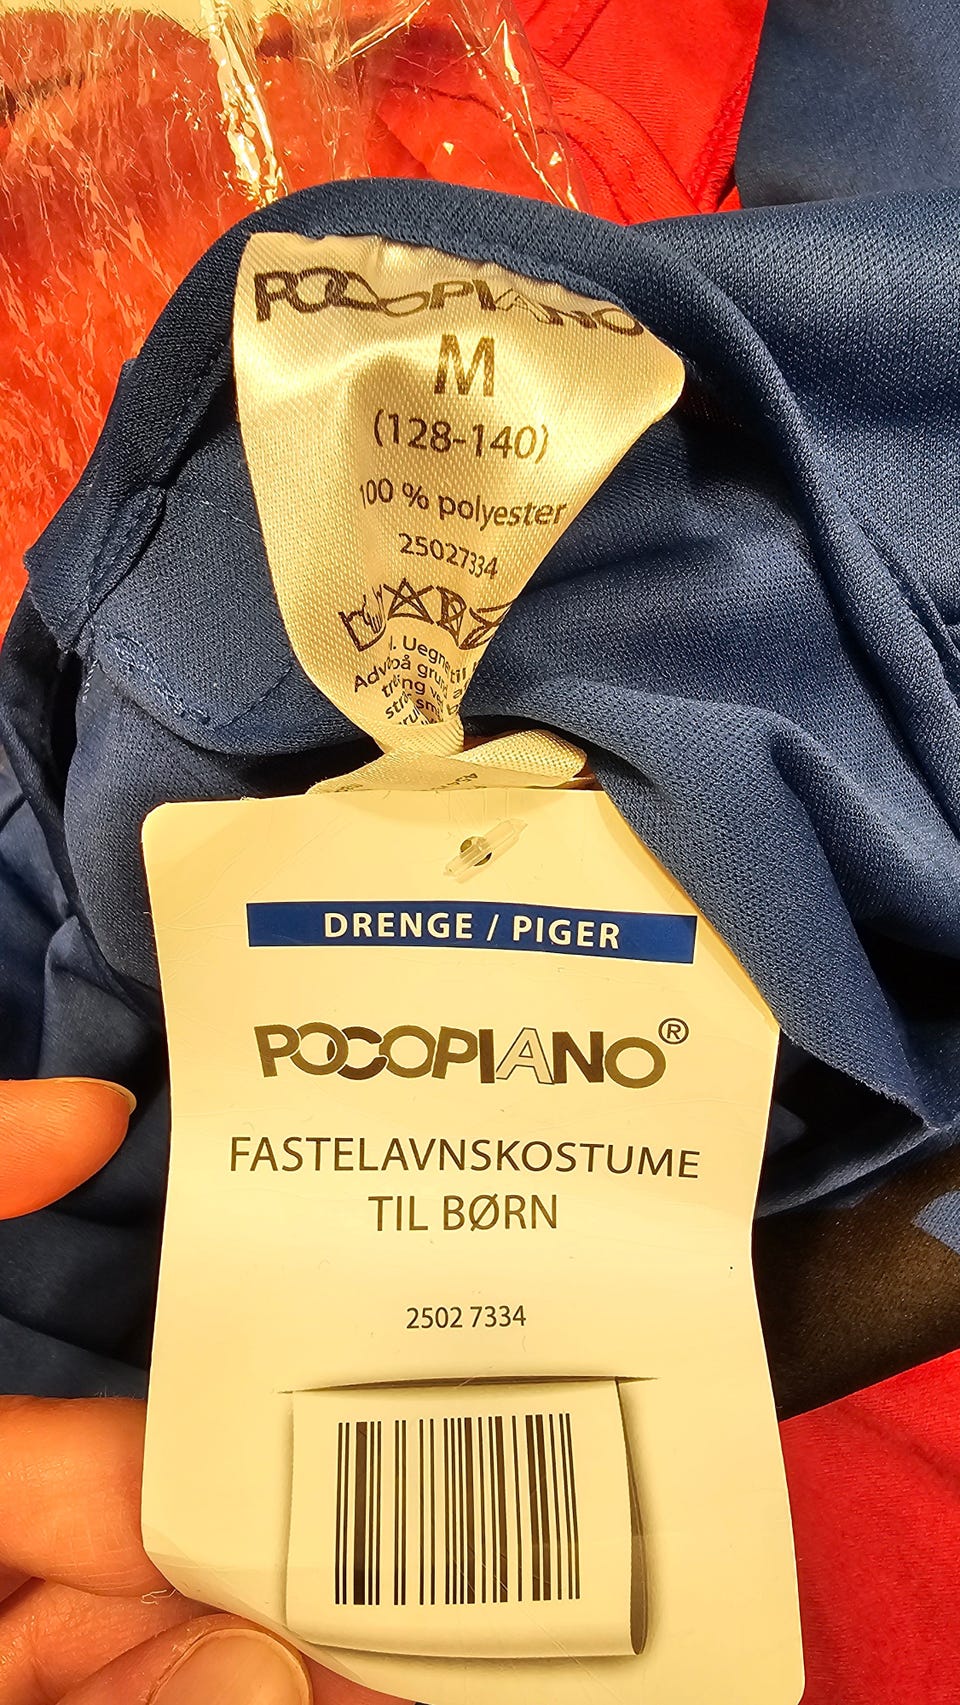 POCOPIANO
M
(128-140)
100 % polyester
25027334
DRENGE / PIGER
POCOPIANO®
FASTELAVNSKOSTUME
TIL BØRN
2502 7334